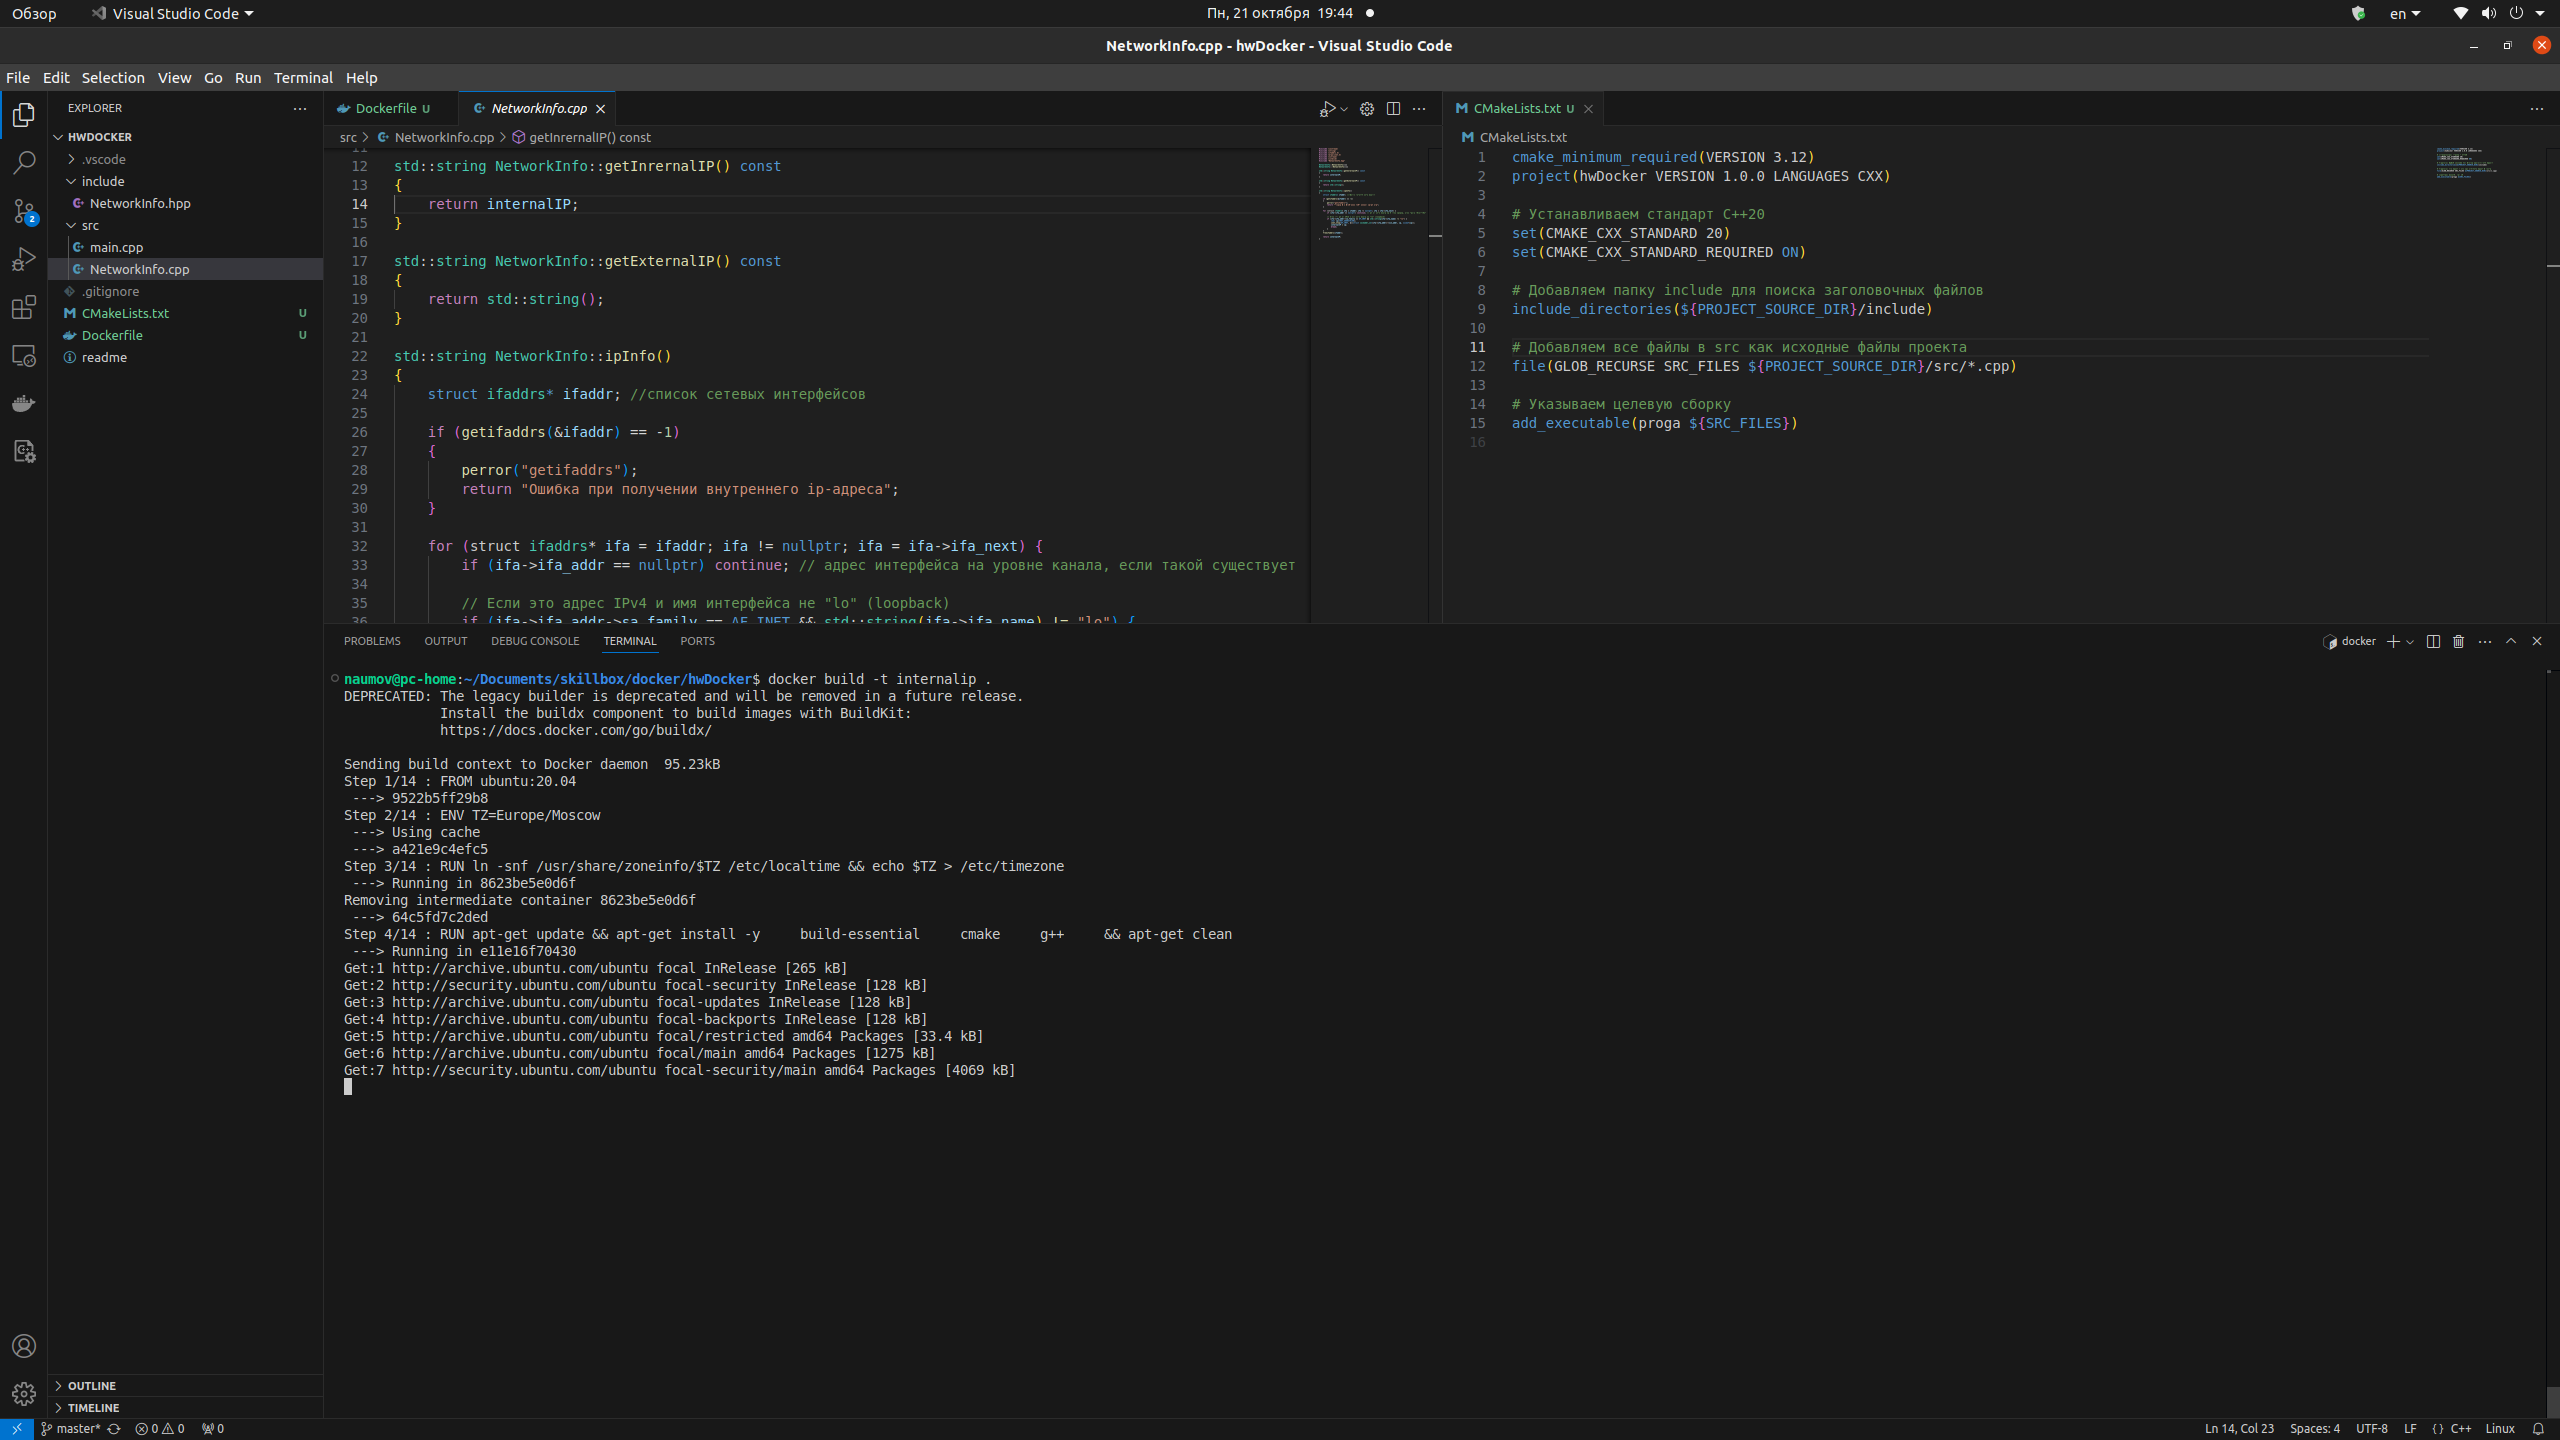 Обзор
Visual Studio Code
Пн, 21 октября 19:44
en
NetworkInfo.cpp - hwDocker - Visual Studio Code
File Edit Selection View Go Run Terminal Help
EXPLORER
HWDOCKER
.vscode
include
NetworkInfo.hpp
src
main.cpp
NetworkInfo.cpp
.gitignore
CMakeLists.txt U
Dockerfile U
readme
OUTLINE
TIMELINE
2
Dockerfile U
NetworkInfo.cpp
src > NetworkInfo.cpp > getInrernalIP() const
11
12 std::string NetworkInfo::getInrernalIP() const
13 {
14 return internalIP;
15 }
16
17 std::string NetworkInfo::getExternalIP() const
18 {
19 return std::string();
20 }
21
22 std::string NetworkInfo::ipInfo()
23 {
24 struct ifaddrs* ifaddr; //список сетевых интерфейсов
25
26 if (getifaddrs(&ifaddr) == -1)
27 {
28 perror("getifaddrs");
29 return "Ошибка при получении внутреннего ip-адреса";
30 }
31
32 for (struct ifaddrs* ifa = ifaddr; ifa != nullptr; ifa = ifa->ifa_next) {
33 if (ifa->ifa_addr == nullptr) continue; // адрес интерфейса на уровне канала, если такой существует
34
35 // Если это адрес IPv4 и имя интерфейса не "lo" (loopback)
36 if (ifa->ifa_addr->sa_family == AF_INET && std::string(ifa->ifa_name) != "lo") {
CMakeLists.txt U
CMakeLists.txt
1 cmake_minimum_required(VERSION 3.12)
2 project(hwDocker VERSION 1.0.0 LANGUAGES CXX)
3
4 # Устанавливаем стандарт C++20
5 set(CMAKE_CXX_STANDARD 20)
6 set(CMAKE_CXX_STANDARD_REQUIRED ON)
7
8 # Добавляем папку include для поиска заголовочных файлов
9 include_directories(${PROJECT_SOURCE_DIR}/include)
10
11 # Добавляем все файлы в src как исходные файлы проекта
12 file(GLOB_RECURSE SRC_FILES ${PROJECT_SOURCE_DIR}/src/*.cpp)
13
14 # Указываем целевую сборку
15 add_executable(proga ${SRC_FILES})
16
PROBLEMS OUTPUT DEBUG CONSOLE TERMINAL PORTS
docker
naumov@pc-home:~/Documents/skillbox/docker/hwDocker$ docker build -t internalip .
DEPRECATED: The legacy builder is deprecated and will be removed in a future release.
Install the buildx component to build images with BuildKit:
https://docs.docker.com/go/buildx/
Sending build context to Docker daemon 95.23kB
Step 1/14 : FROM ubuntu:20.04
---> 9522b5ff29b8
Step 2/14 : ENV TZ=Europe/Moscow
---> Using cache
---> a421e9c4efc5
Step 3/14 : RUN ln -snf /usr/share/zoneinfo/$TZ /etc/localtime && echo $TZ > /etc/timezone
---> Running in 8623be5e0d6f
Removing intermediate container 8623be5e0d6f
---> 64c5fd7c2ded
Step 4/14 : RUN apt-get update && apt-get install -y build-essential cmake g++ && apt-get clean
---> Running in e11e16f70430
Get:1 http://archive.ubuntu.com/ubuntu focal InRelease [265 kB]
Get:2 http://security.ubuntu.com/ubuntu focal-security InRelease [128 kB]
Get:3 http://archive.ubuntu.com/ubuntu focal-updates InRelease [128 kB]
Get:4 http://archive.ubuntu.com/ubuntu focal-backports InRelease [128 kB]
Get:5 http://archive.ubuntu.com/ubuntu focal/restricted amd64 Packages [33.4 kB]
Get:6 http://archive.ubuntu.com/ubuntu focal/main amd64 Packages [1275 kB]
Get:7 http://security.ubuntu.com/ubuntu focal-security/main amd64 Packages [4069 kB]
master* 0 0 0
Ln 14, Col 23 Spaces: 4 UTF-8 LF {} C++ Linux